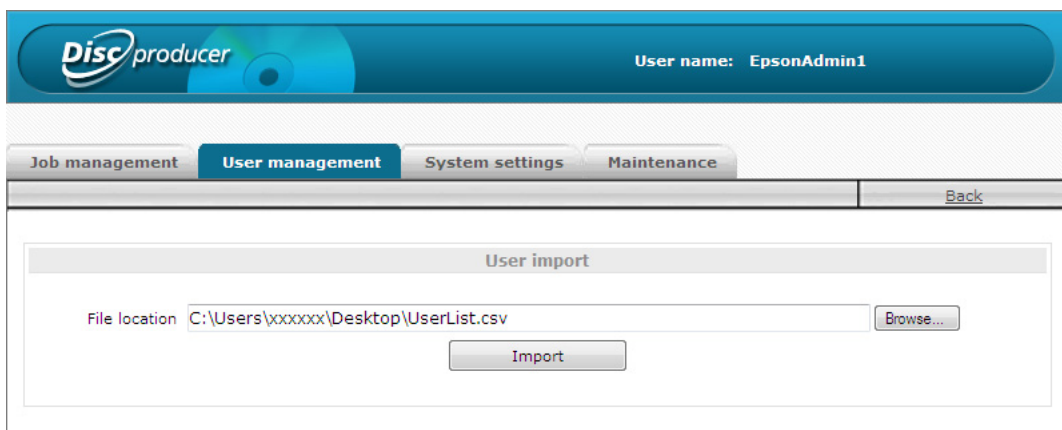 Disc producer
User name: EpsonAdmin1
Job management User management System settings Maintenance
Back
User import
File location C:\Users\xxxxxx\Desktop\UserList.csv Browse...
Import